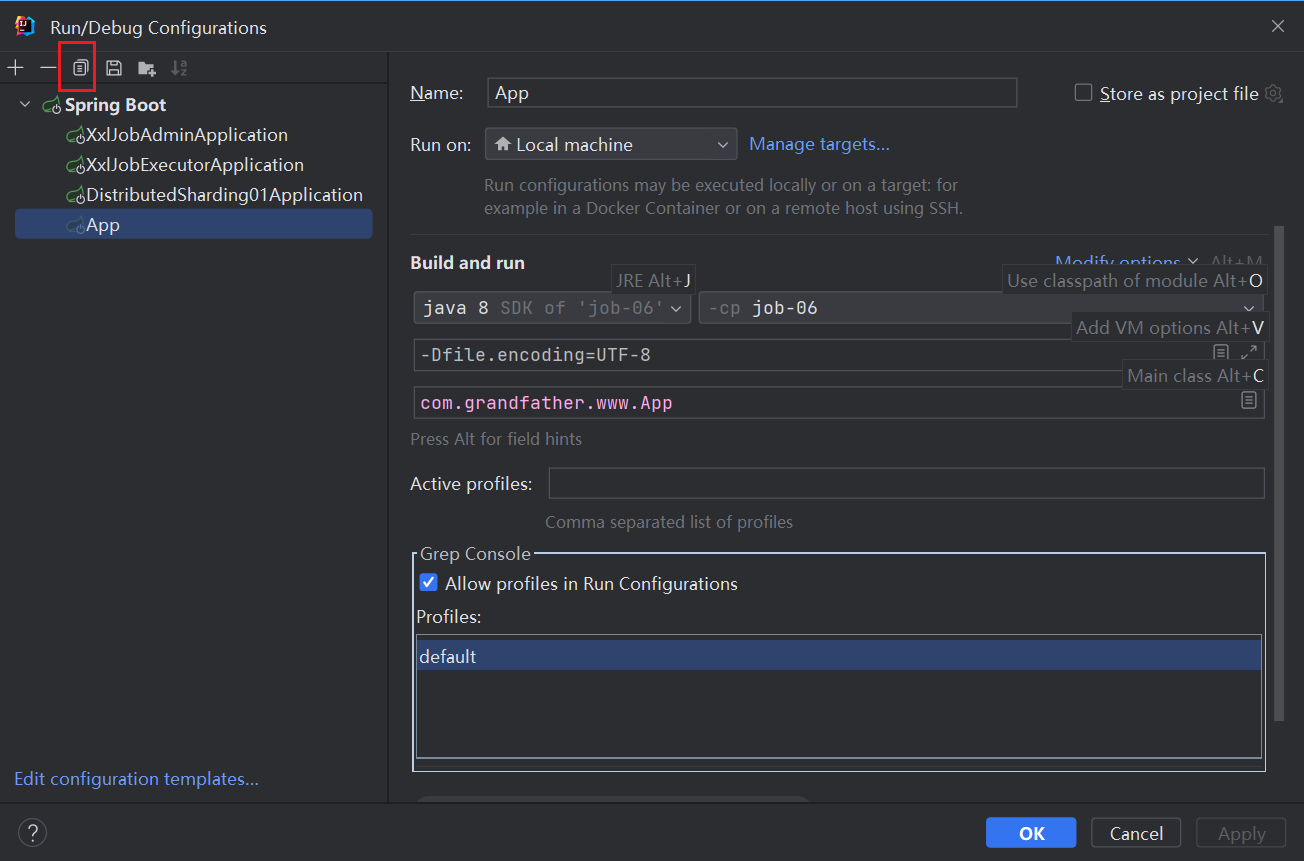 Run/Debug Configurations
Spring Boot
XxlJobAdminApplication
XxlJobExecutorApplication
DistributedSharding01Application
App
Edit configuration templates...
Name: App
Store as project file
Run on: Local machine
Manage targets...
Run configurations may be executed locally or on a target: for
example in a Docker Container or on a remote host using SSH.
Build and run
Modify options Alt+M
JRE Alt+J
Use classpath of module Alt+O
java 8 SDK of 'job-06'
-cp job-06
Add VM options Alt+V
-Dfile.encoding=UTF-8
Main class Alt+C
com.grandfather.www.App
Press Alt for field hints
Active profiles:
Comma separated list of profiles
Grep Console
Allow profiles in Run Configurations
Profiles:
default
?
OK
Cancel
Apply